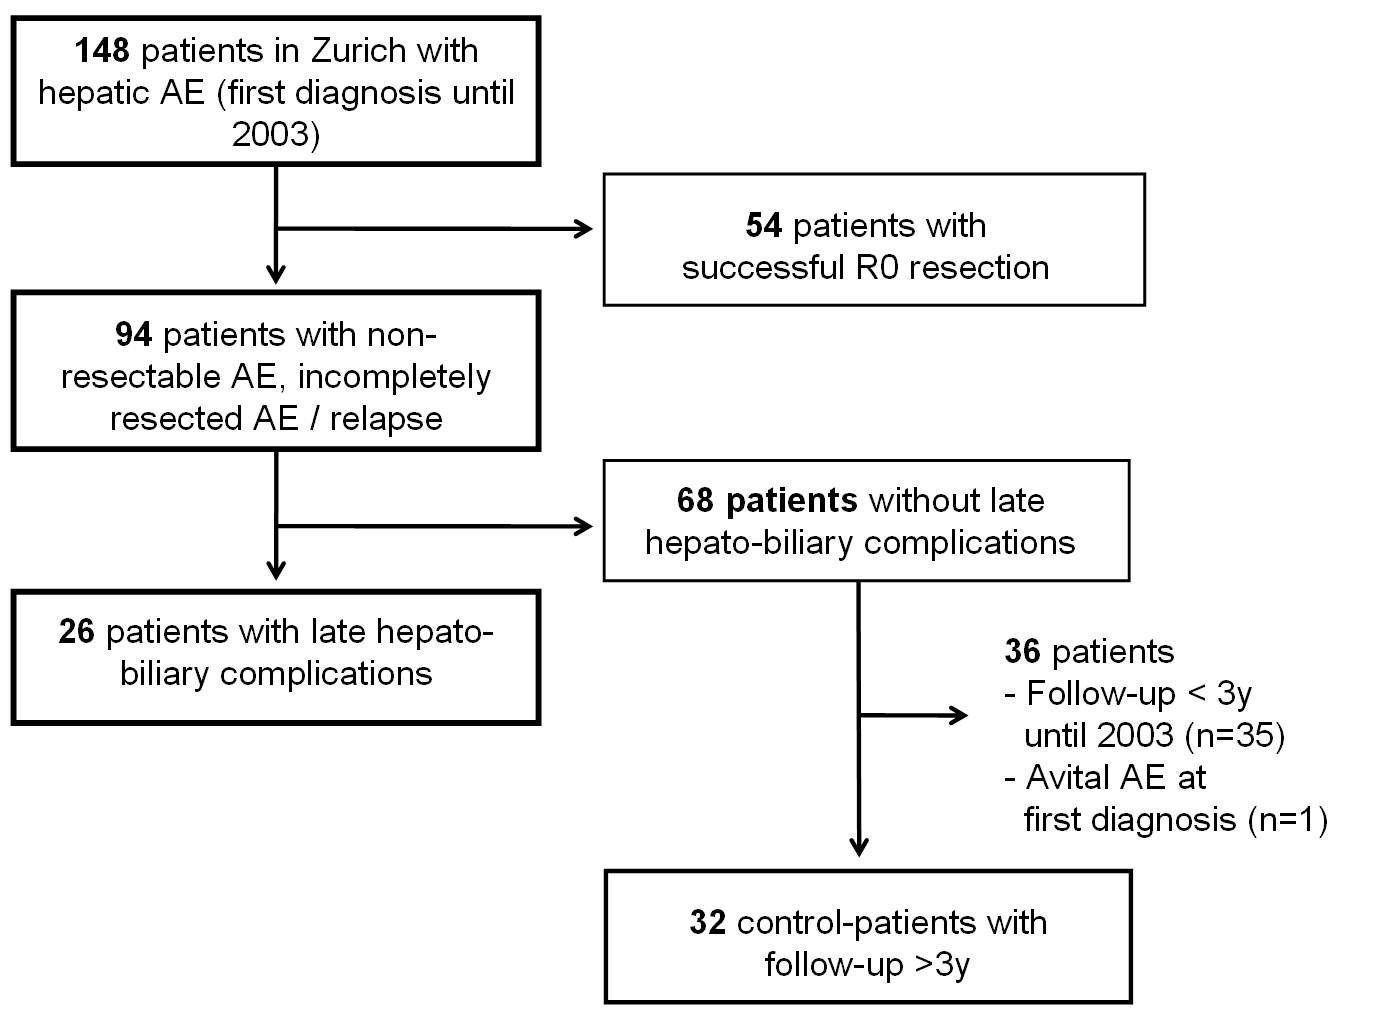 148 patients in Zurich with
hepatic AE (first diagnosis until
2003)
54 patients with
successful R0 resection
94 patients with non-
resectable AE, incompletely
resected AE / relapse
68 patients without late
hepato-biliary complications
26 patients with late hepato-
biliary complications
36 patients
- Follow-up < 3y
until 2003 (n=35)
- Avital AE at
first diagnosis (n=1)
32 control-patients with
follow-up >3y